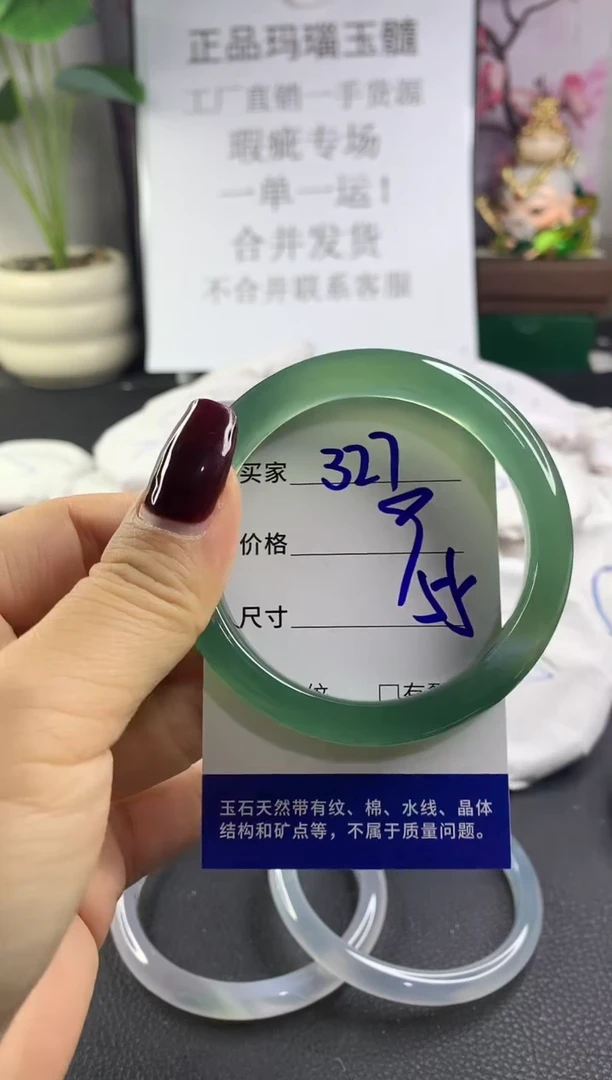 正品玛瑙玉髓
工厂直销一手货源
瑕疵专场
一单一运！
合并发货
不合并联系客服
买家 327
价格
尺寸
纹 □有
玉石天然带有纹、棉、水线、晶体
结构和矿点等，不属于质量问题。